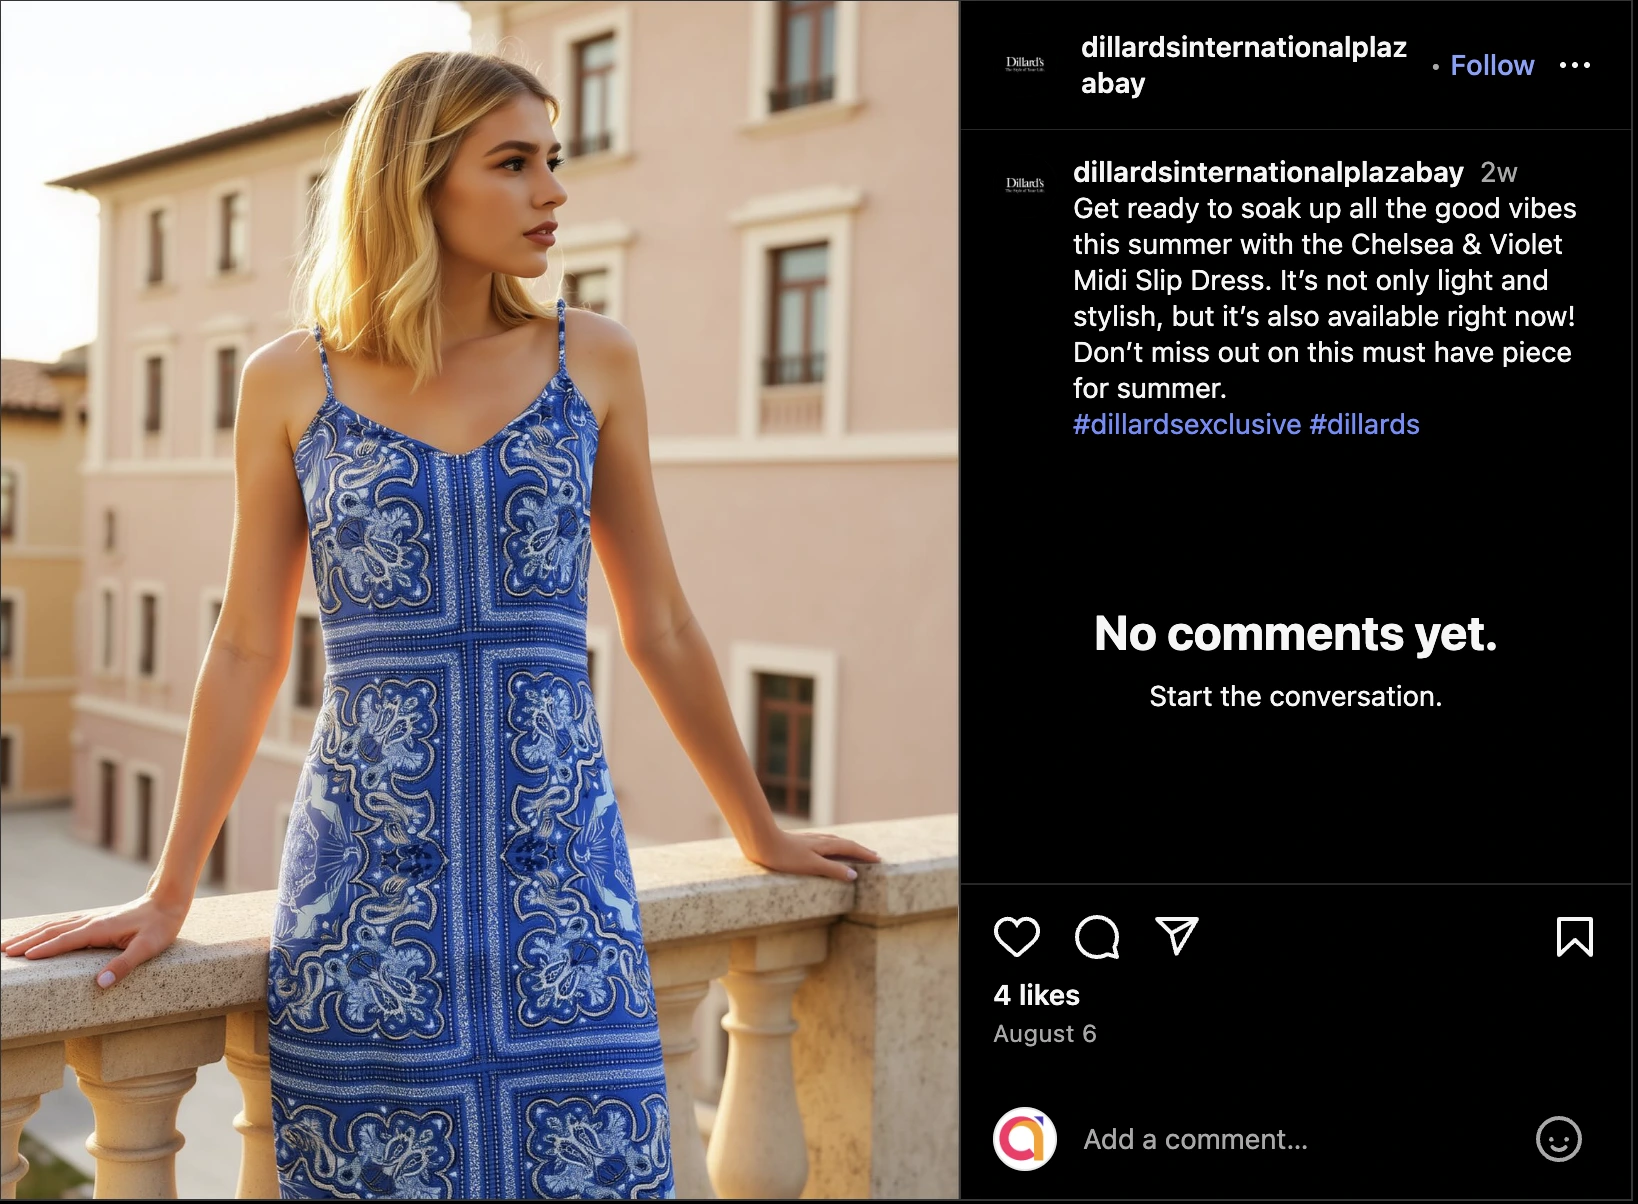 Dillard's
dillardsinternationalplaz
abay
• Follow
Dillard's
dillardsinternationalplazabay 2w
Get ready to soak up all the good vibes
this summer with the Chelsea & Violet
Midi Slip Dress. It’s not only light and
stylish, but it’s also available right now!
Don’t miss out on this must have piece
for summer.
#dillardsexclusive #dillards
No comments yet.
Start the conversation.
4 likes
August 6
Add a comment...